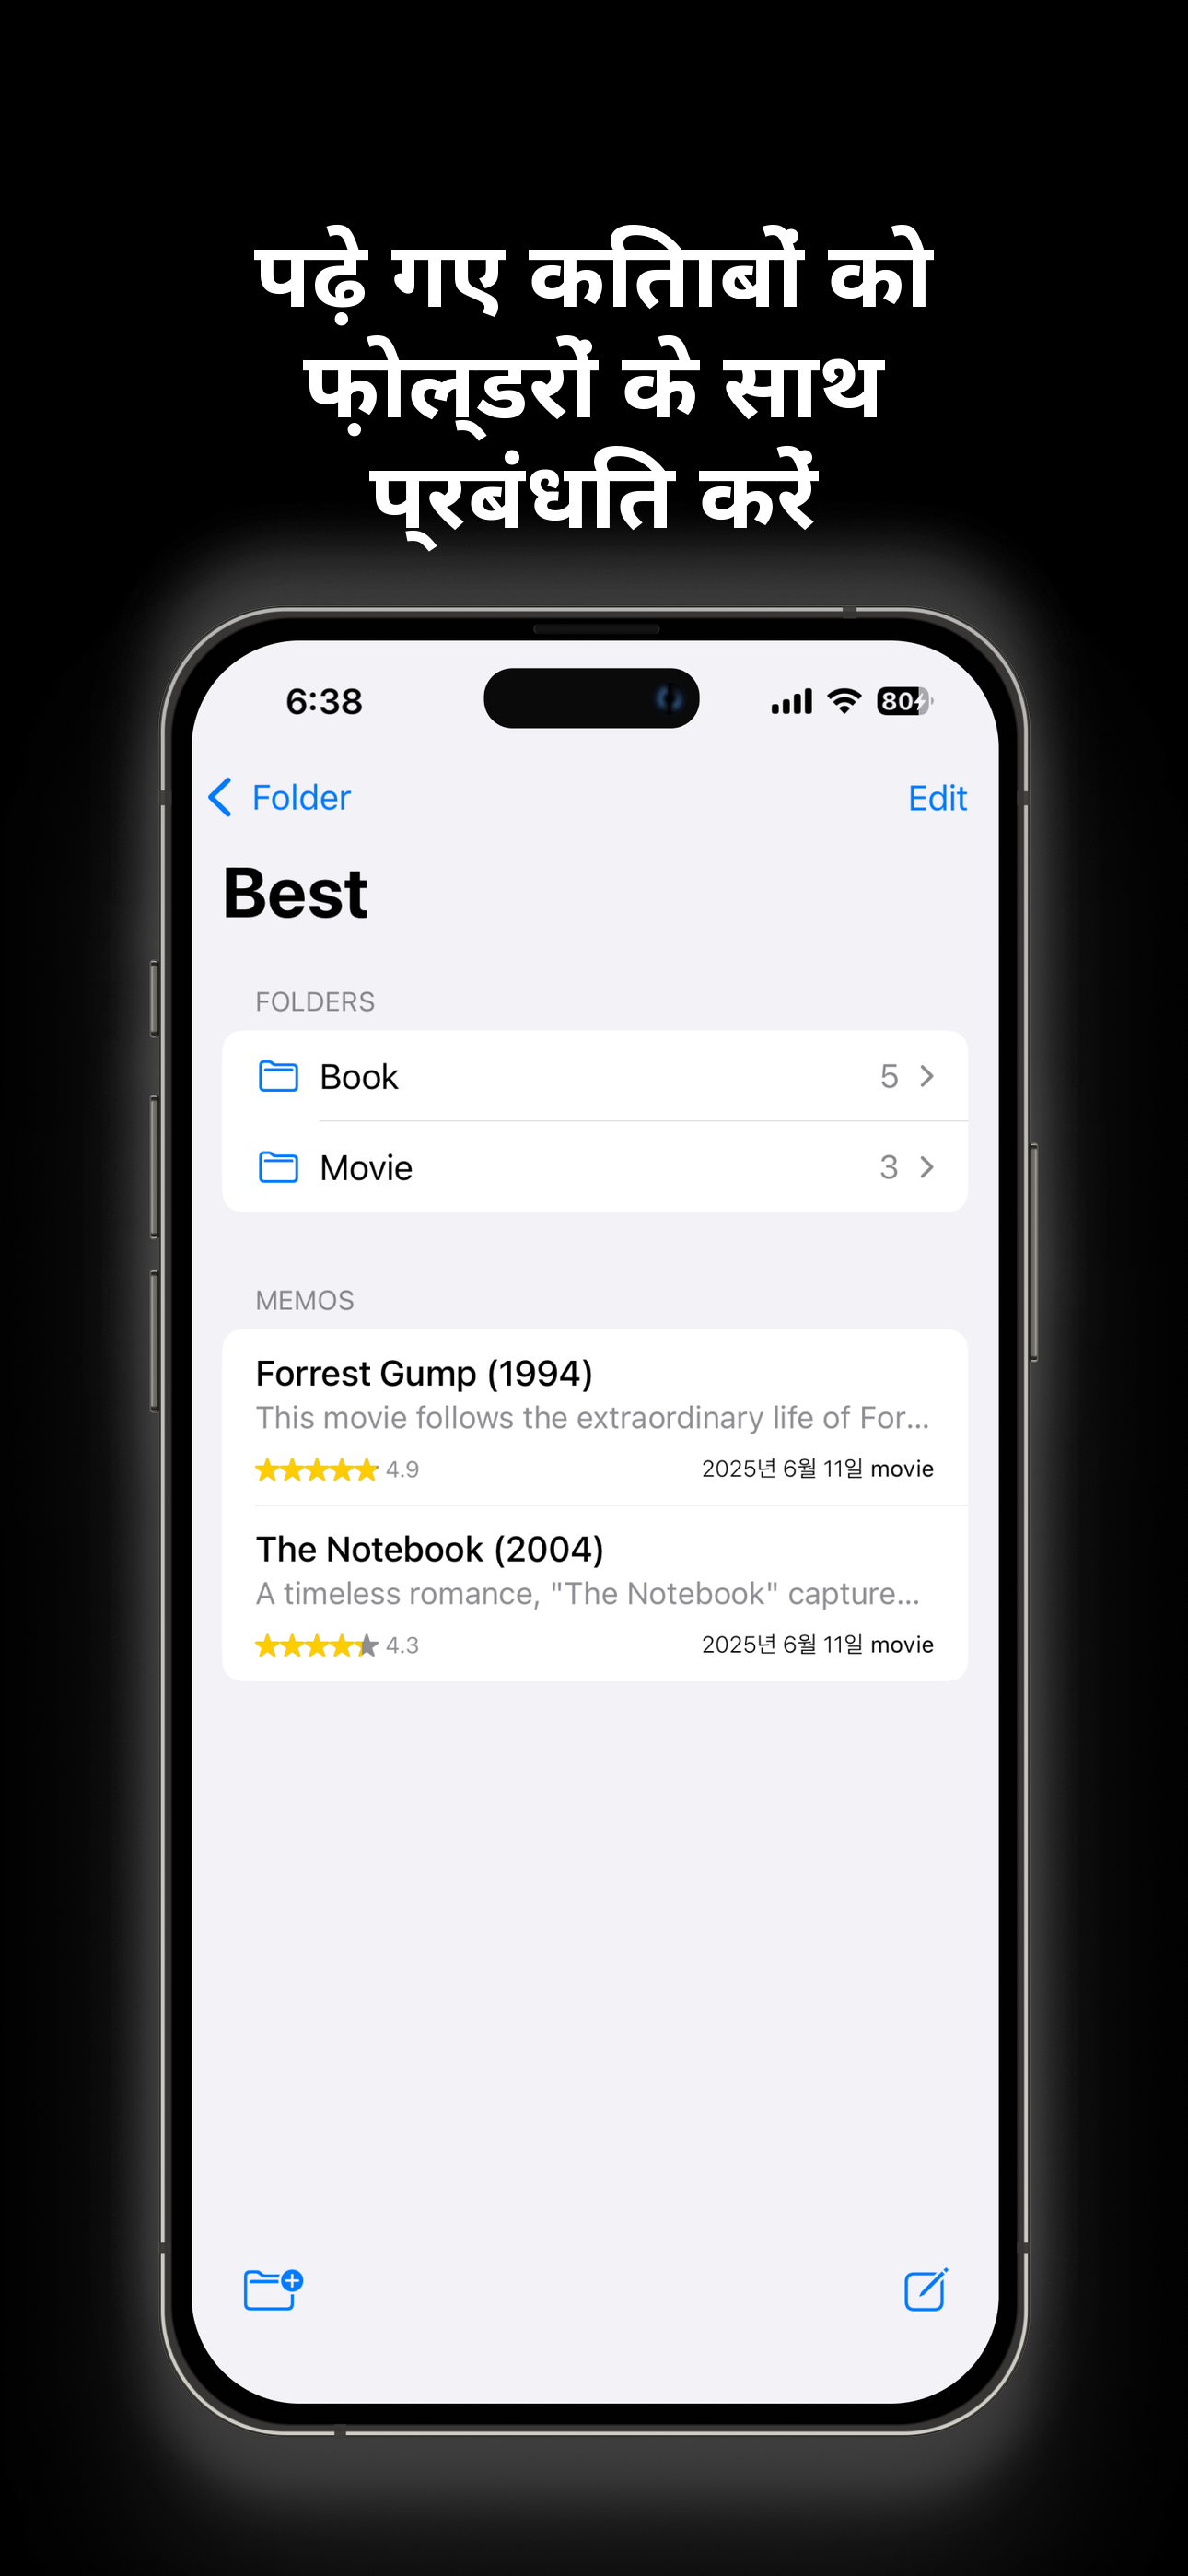 पढ़े गए किताबों को
फ़ोल्डरों के साथ
प्रबंधित करें
6:38
80
Folder
Edit
Best
FOLDERS
Book 5
Movie 3
MEMOS
Forrest Gump (1994)
This movie follows the extraordinary life of For...
4.9 2025년 6월 11일 movie
The Notebook (2004)
A timeless romance, "The Notebook" capture...
4.3 2025년 6월 11일 movie